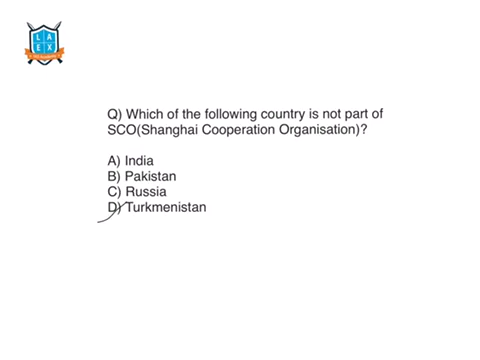 L A
E X
Q) Which of the following country is not part of
SCO(Shanghai Cooperation Organisation)?
A) India
B) Pakistan
C) Russia
D) Turkmenistan